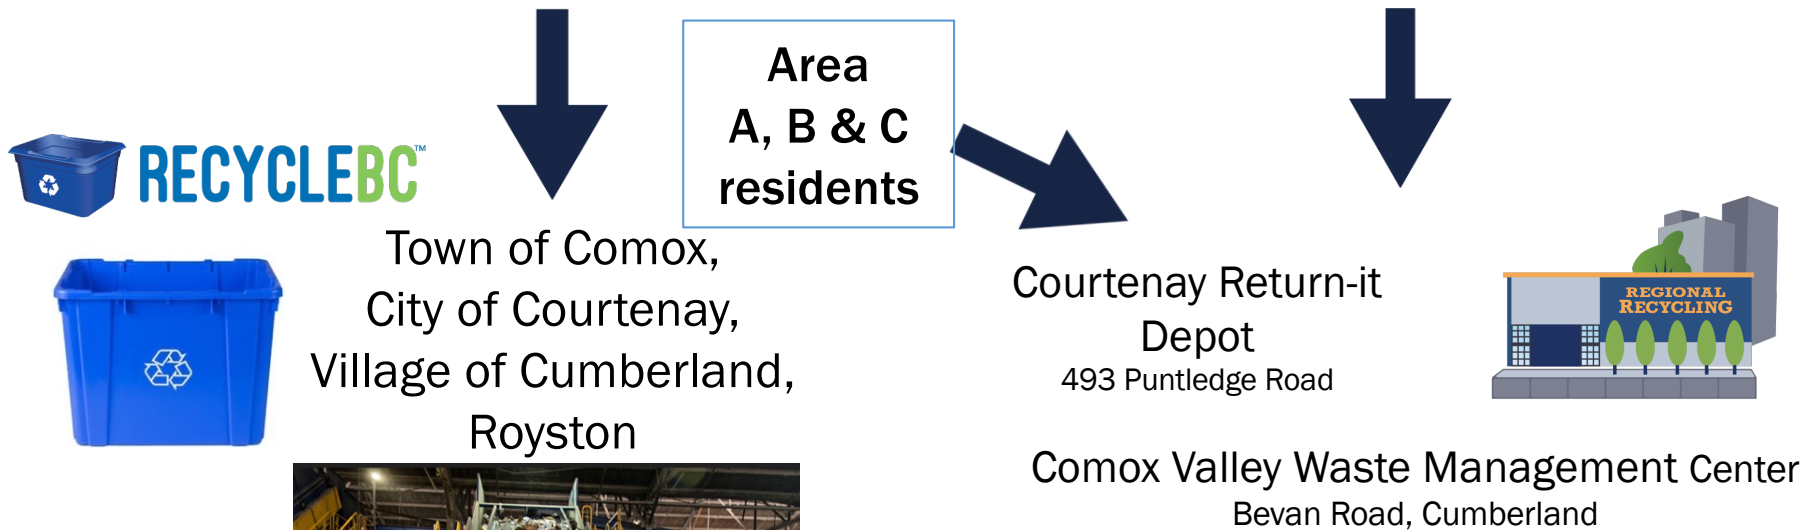 Area
A, B & C
residents
RECYCLEBC™
Town of Comox,
City of Courtenay,
Village of Cumberland,
Royston
Courtenay Return-it
Depot
493 Puntledge Road
REGIONAL
RECYCLING
Comox Valley Waste Management Center
Bevan Road, Cumberland